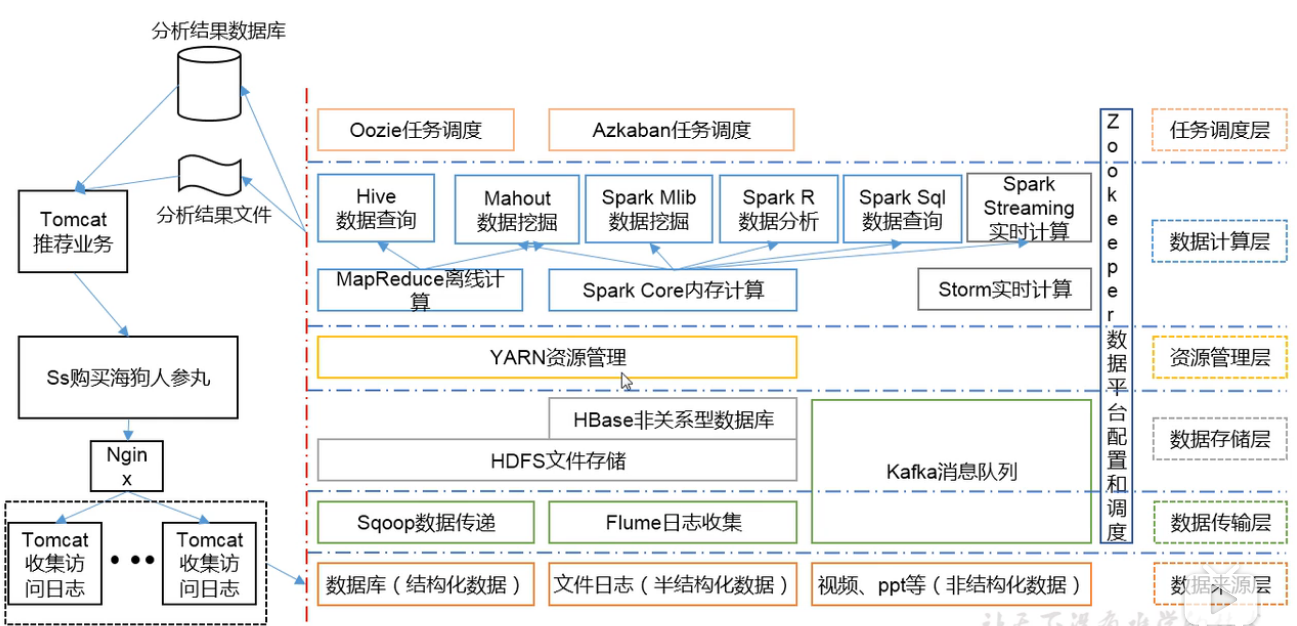 分析结果数据库
分析结果文件
Tomcat
推荐业务
Ss购买海狗人参丸
Ngin
x
Tomcat
收集访
问日志
Tomcat
收集访
问日志
Oozie任务调度
Azkaban任务调度
任务调度层
Hive
数据查询
Mahout
数据挖掘
Spark Mlib
数据挖掘
Spark R
数据分析
Spark Sql
数据查询
Spark
Streaming
实时计算
MapReduce离线计
算
Spark Core内存计算
Storm实时计算
数据计算层
YARN资源管理
资源管理层
HBase非关系型数据库
HDFS文件存储
Kafka消息队列
数据存储层
Sqoop数据传递
Flume日志收集
数据传输层
数据库（结构化数据）
文件日志（半结构化数据）
视频、ppt等（非结构化数据）
数据来源层
Z
o
o
k
e
e
p
e
r
数
据
平
台
配
置
和
调
度